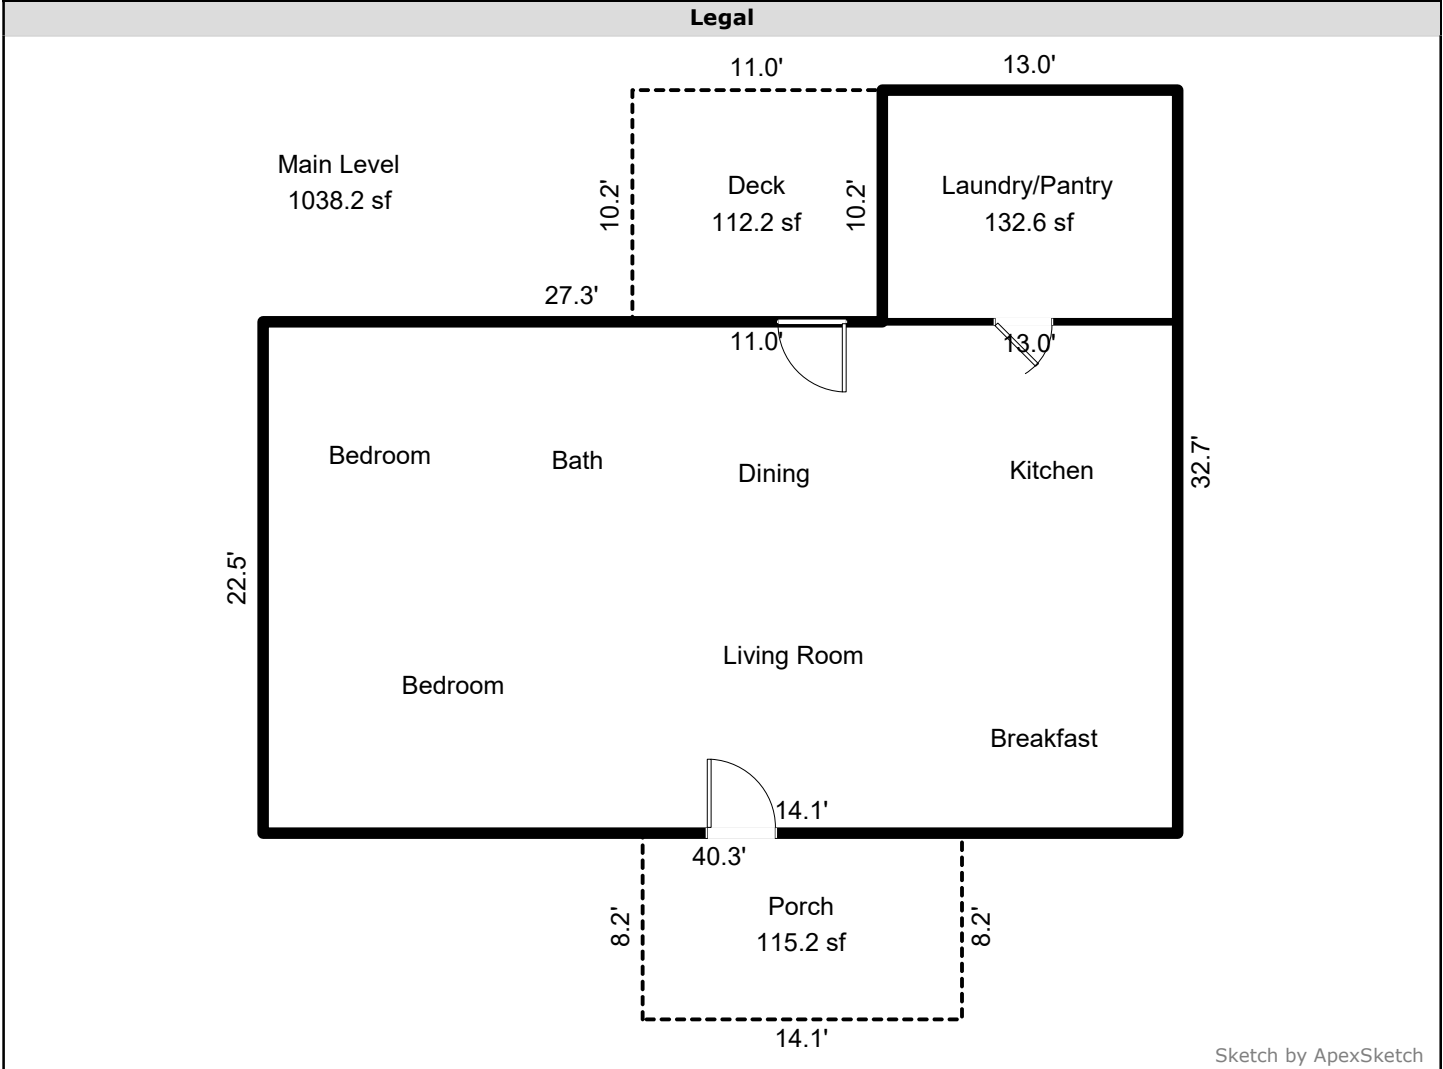 Legal
11.0'
13.0'
Main Level
1038.2 sf
10.2'
Deck
112.2 sf
10.2'
Laundry/Pantry
132.6 sf
27.3'
11.0'
13.0'
Bedroom
Bath
Dining
Kitchen
32.7'
22.5'
Living Room
Bedroom
Breakfast
14.1'
40.3'
8.2'
Porch
115.2 sf
8.2'
14.1'
Sketch by ApexSketch